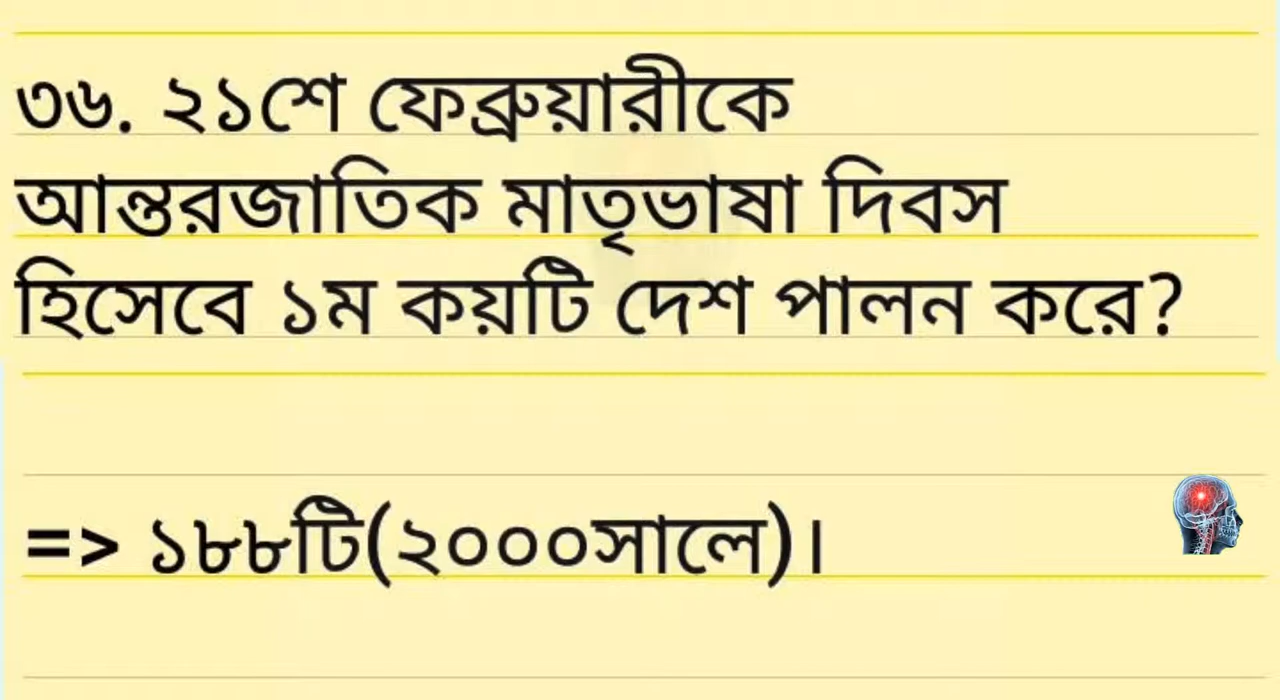 ৩৬. ২১শে ফেব্রুয়ারীকে
আন্তরজাতিক মাতৃভাষা দিবস
হিসেবে ১ম কয়টি দেশ পালন করে?
=> ১৮৮টি(২০০০সালে)।